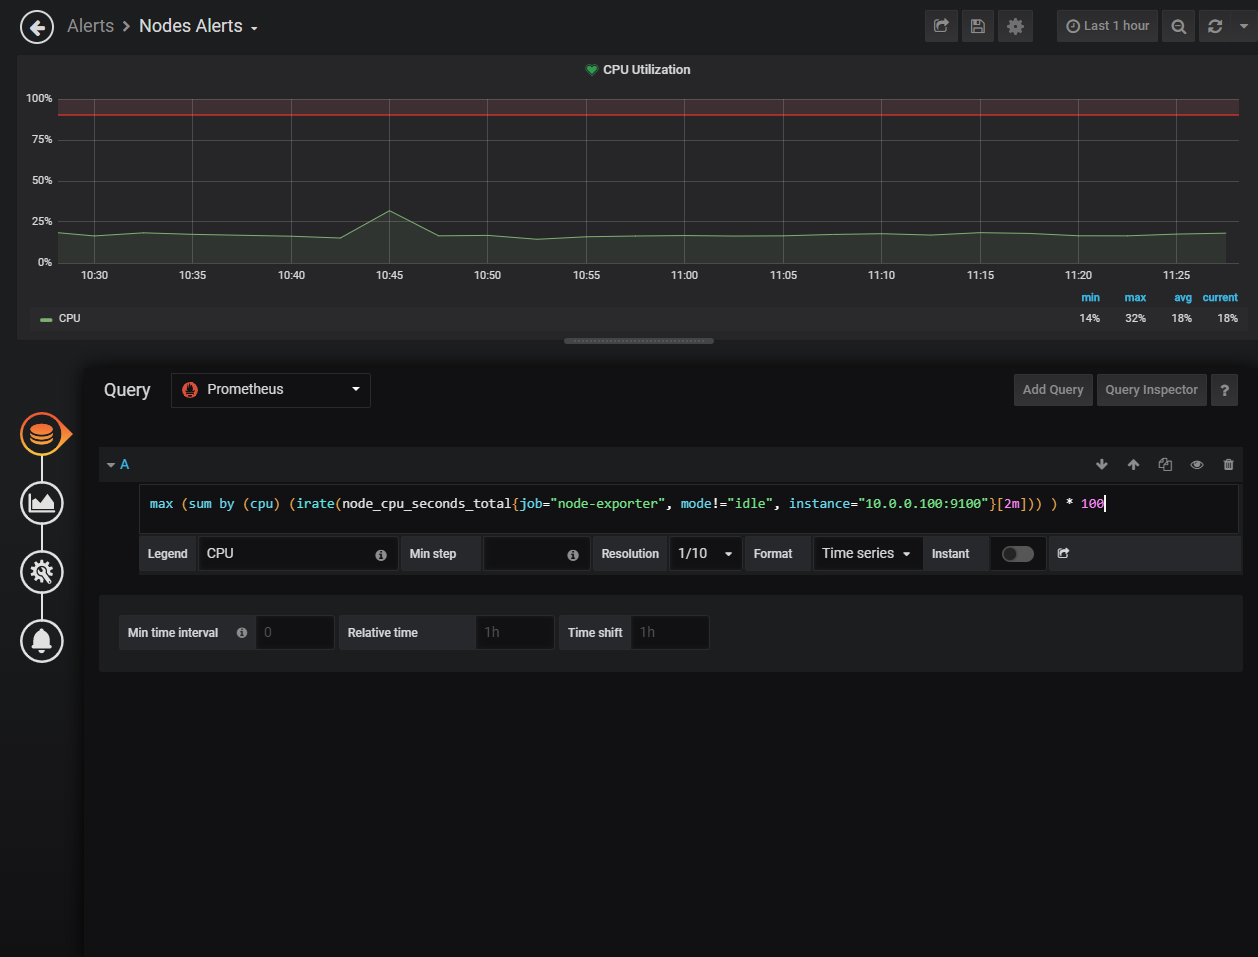 Alerts > Nodes Alerts
Last 1 hour
CPU Utilization
100%
75%
50%
25%
0%
10:30 10:35 10:40 10:45 10:50 10:55 11:00 11:05 11:10 11:15 11:20 11:25
min max avg current
CPU 14% 32% 18% 18%
Query Prometheus Add Query Query Inspector ?
A
max (sum by (cpu) (irate(node_cpu_seconds_total{job="node-exporter", mode!="idle", instance="10.0.0.100:9100"}[2m])) ) * 100
Legend CPU Min step Resolution 1/10 Format Time series Instant
Min time interval 0 Relative time 1h Time shift 1h